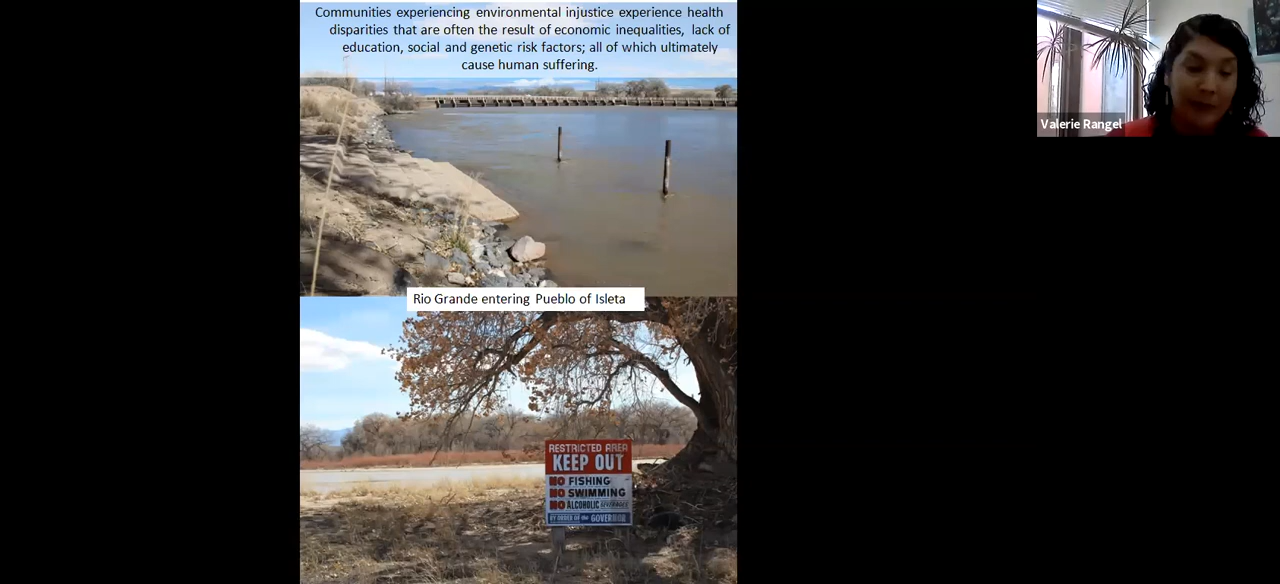 Communities experiencing environmental injustice experience health
disparities that are often the result of economic inequalities, lack of
education, social and genetic risk factors; all of which ultimately
cause human suffering.
Valerie Rangel
Rio Grande entering Pueblo of Isleta
RESTRICTED AREA
KEEP OUT
NO FISHING
NO SWIMMING
NO ALCOHOLIC BEVERAGES
BY ORDER of the GOVERNOR